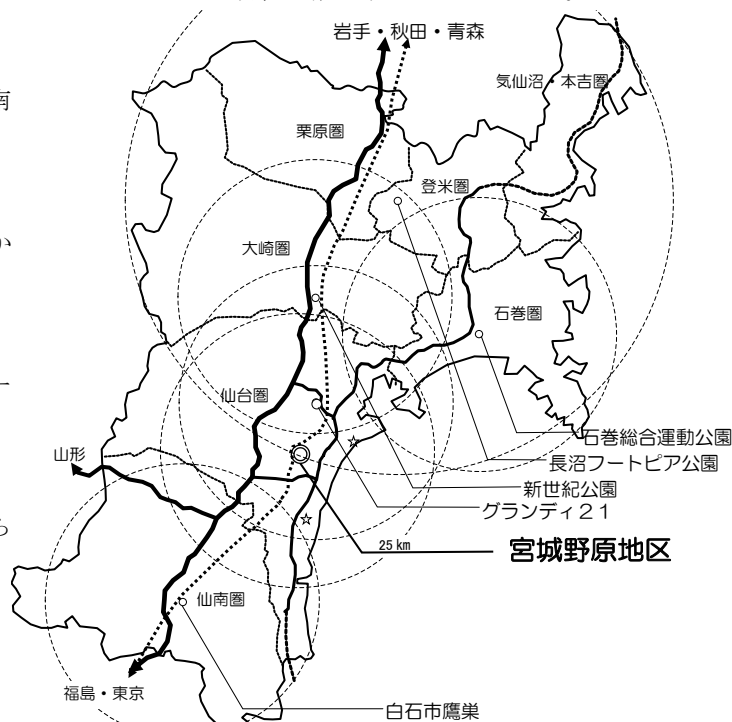 岩手・秋田・青森
気仙沼・本吉圏
栗原圏
登米圏
大崎圏
石巻圏
仙台圏
山形
石巻総合運動公園
長沼フートピア公園
新世紀公園
グランディ21
25km
宮城野原地区
仙南圏
福島・東京
白石市鷹巣